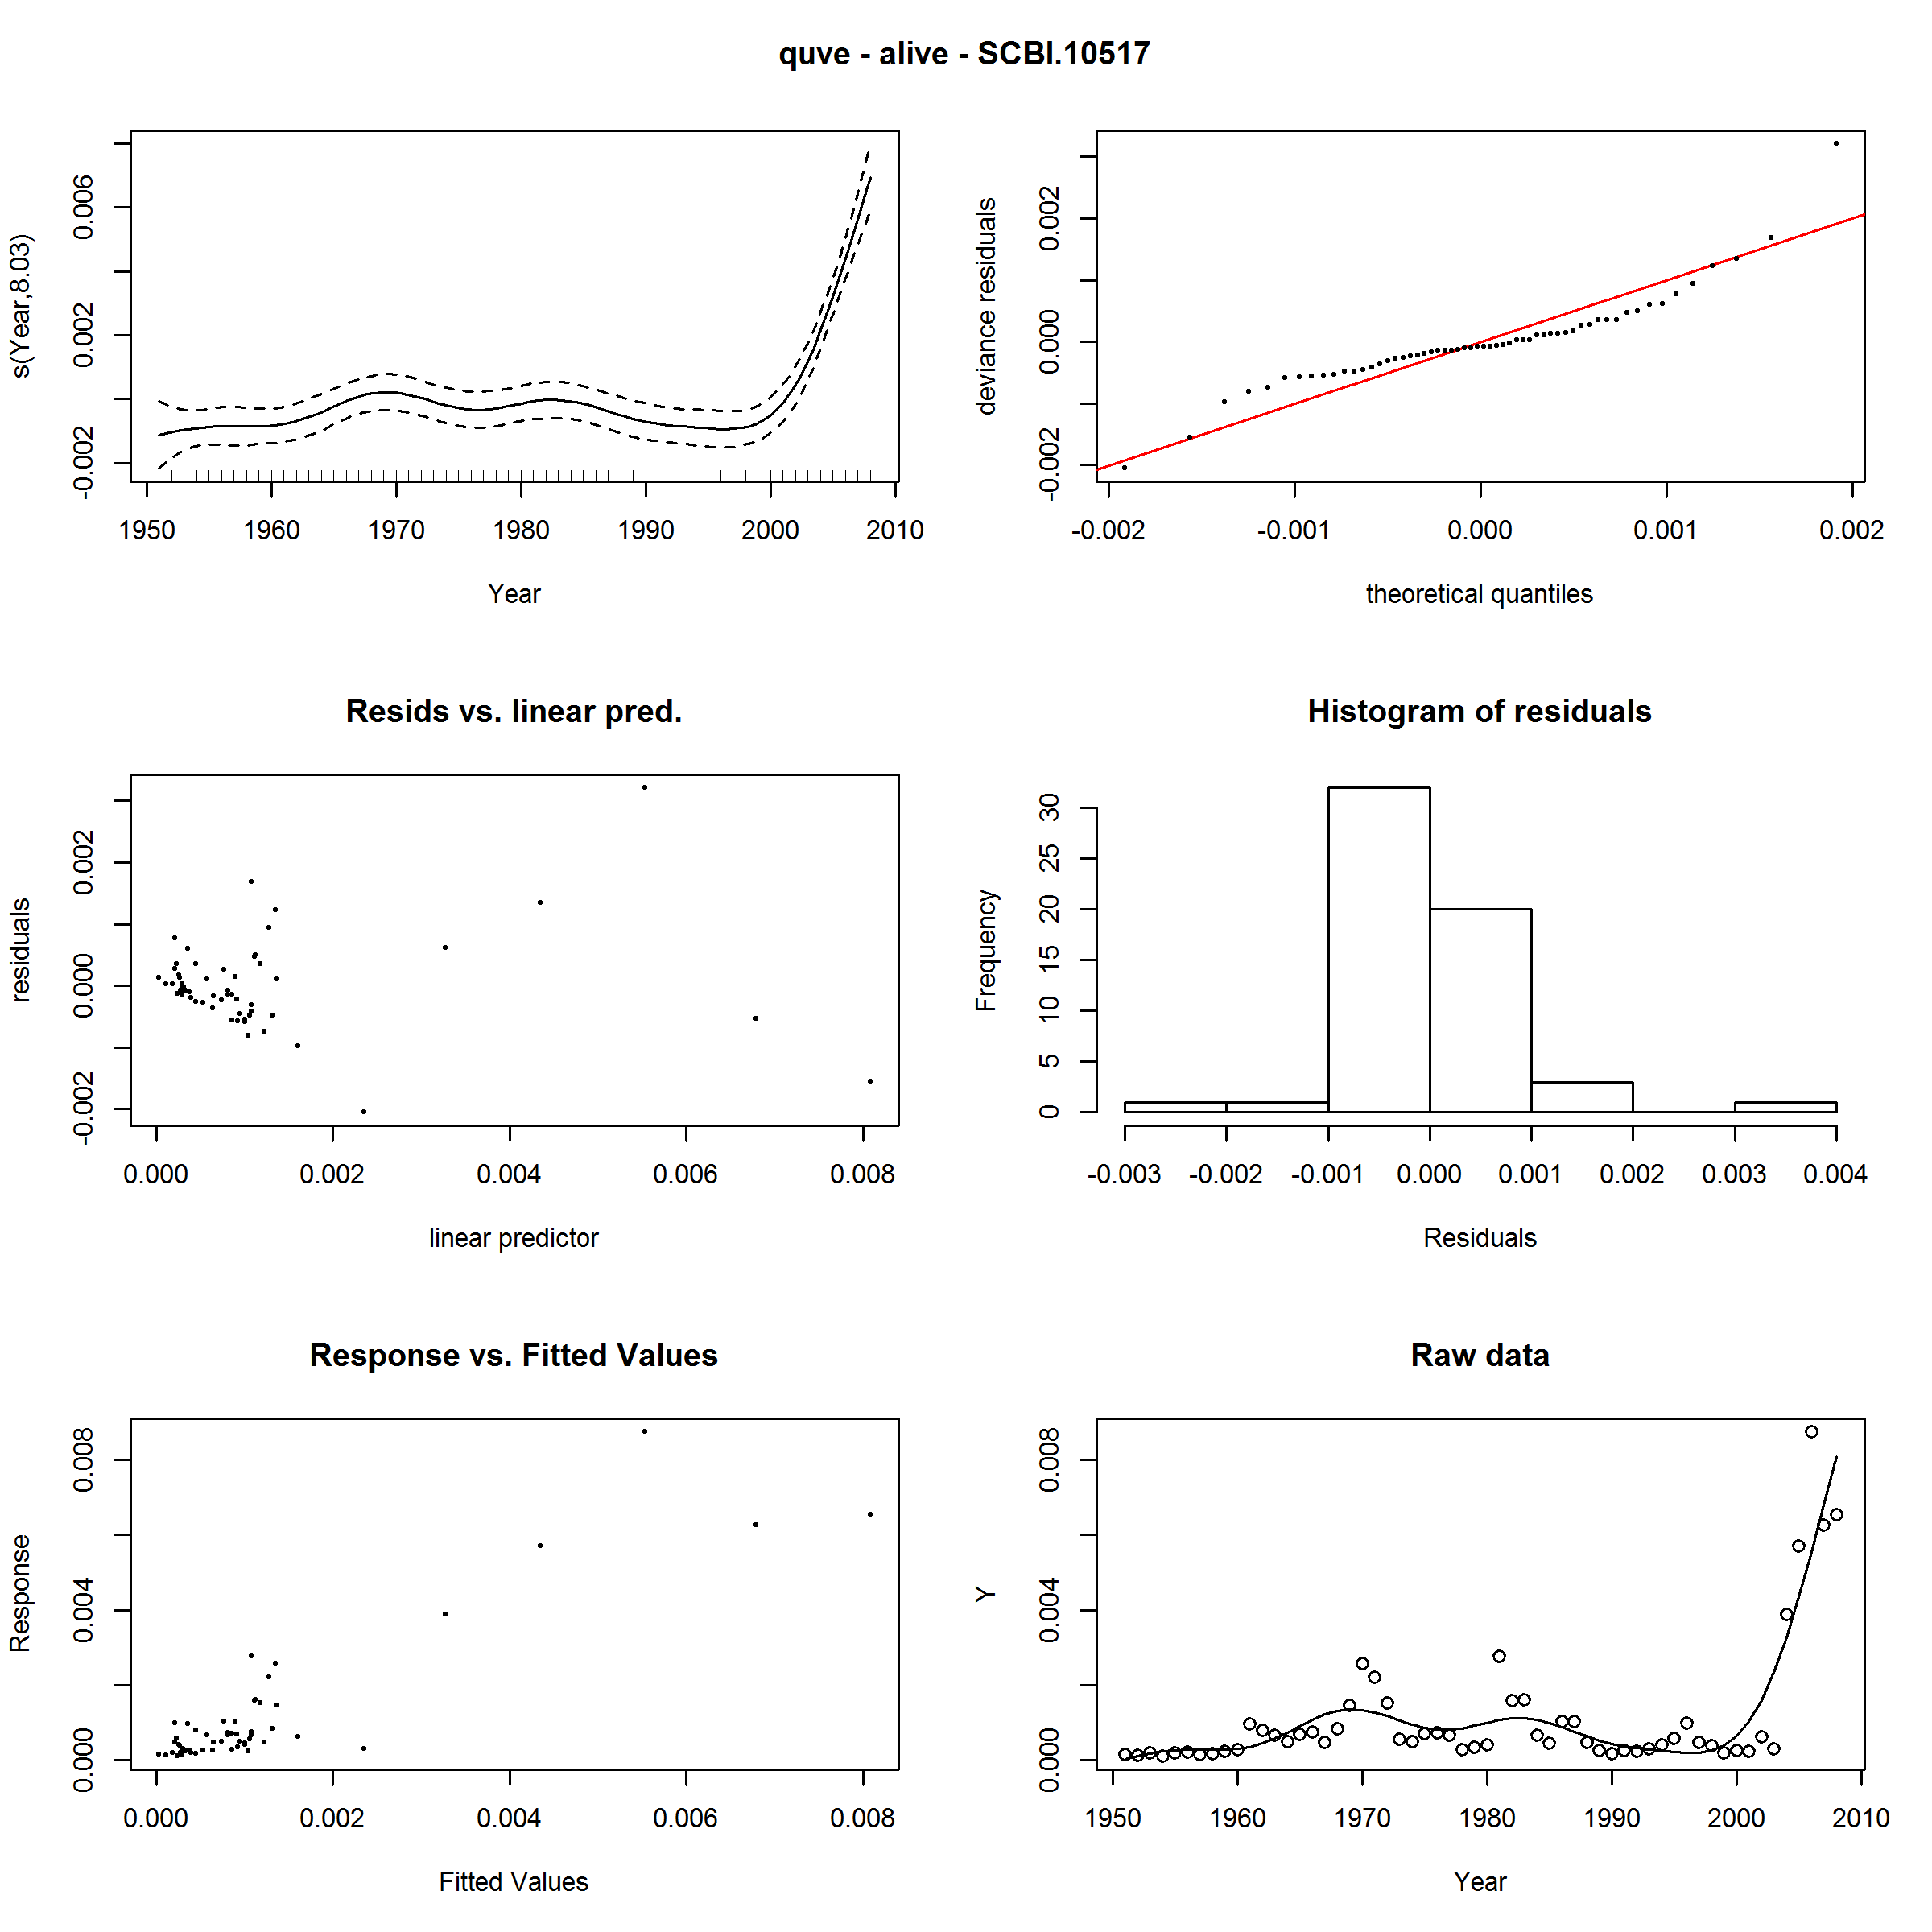 quve - alive - SCBI.10517
s(Year,8.03)
-0.002 0.002 0.006
1950 1960 1970 1980 1990 2000 2010
Year
deviance residuals
-0.002 0.000 0.002
-0.002 -0.001 0.000 0.001 0.002
theoretical quantiles
Resids vs. linear pred.
residuals
-0.002 0.000 0.002
0.000 0.002 0.004 0.006 0.008
linear predictor
Histogram of residuals
Frequency
0 5 10 15 20 25 30
-0.003 -0.002 -0.001 0.000 0.001 0.002 0.003 0.004
Residuals
Response vs. Fitted Values
Response
0.000 0.004 0.008
0.000 0.002 0.004 0.006 0.008
Fitted Values
Raw data
Y
0.000 0.004 0.008
1950 1960 1970 1980 1990 2000 2010
Year